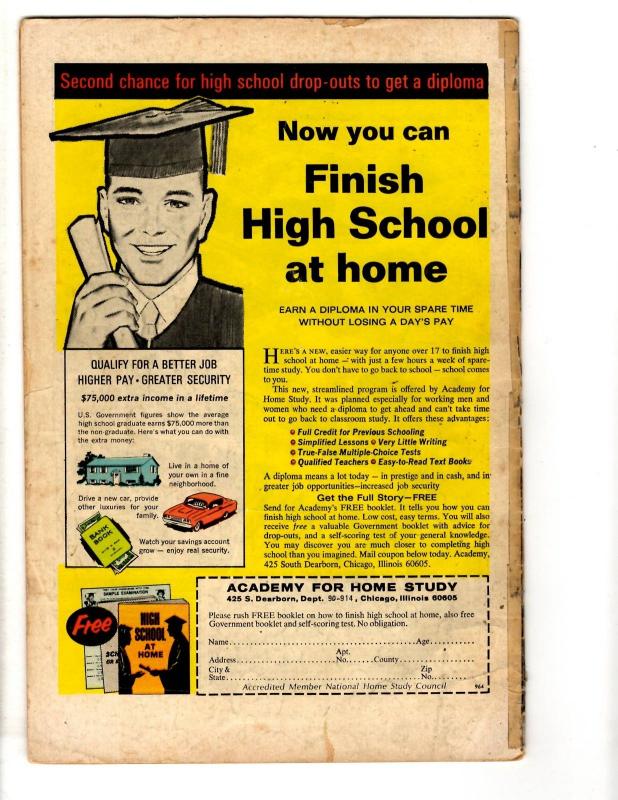 Second chance for high school drop-outs to get a diploma
Now you can
Finish
High School
at home
EARN A DIPLOMA IN YOUR SPARE TIME
WITHOUT LOSING A DAY'S PAY
QUALIFY FOR A BETTER JOB
HIGHER PAY • GREATER SECURITY
$75,000 extra income in a lifetime
U.S. Government figures show the average
high school graduate earns $75,000 more than
the non-graduate. Here's what you can do with
the extra money:
Live in a home of
your own in a fine
neighborhood.
Drive a new car, provide
other luxuries for your
family.
BANK
BOOK
Watch your savings account
grow — enjoy real security.
HERE'S A NEW, easier way for anyone over 17 to finish high
school at home — with just a few hours a week of spare-
time study. You don't have to go back to school — school comes
to you.
This new, streamlined program is offered by Academy for
Home Study. It was planned especially for working men and
women who need a diploma to get ahead and can't take time
out to go back to classroom study. It offers these advantages:
• Full Credit for Previous Schooling
• Simplified Lessons • Very Little Writing
• True-False Multiple-Choice Tests
• Qualified Teachers • Easy-to-Read Text Books
A diploma means a lot today — in prestige and in cash, and in
greater job opportunities—increased job security
Get the Full Story—FREE
Send for Academy's FREE booklet. It tells you how you can
finish high school at home. Low cost, easy terms. You will also
receive free a valuable Government booklet with advice for
drop-outs, and a self-scoring test of your general knowledge.
You may discover you are much closer to completing high
school than you imagined. Mail coupon below today. Academy,
425 South Dearborn, Chicago, Illinois 60605.
SAMPLE EXAMINATION
Free
HIGH
SCHOOL
AT
HOME
ACADEMY FOR HOME STUDY
425 S. Dearborn, Dept. 90-914, Chicago, Illinois 60605
Please rush FREE booklet on how to finish high school at home, also free
Government booklet and self-scoring test. No obligation.
Name Age
Apt.
Address No. County
City & Zip
State No.
Accredited Member National Home Study Council 964